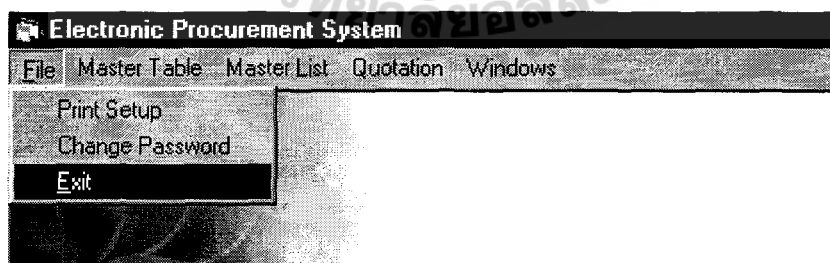 Electronic Procurement System
File Master Table Master List Quotation Windows
Print Setup
Change Password
Exit